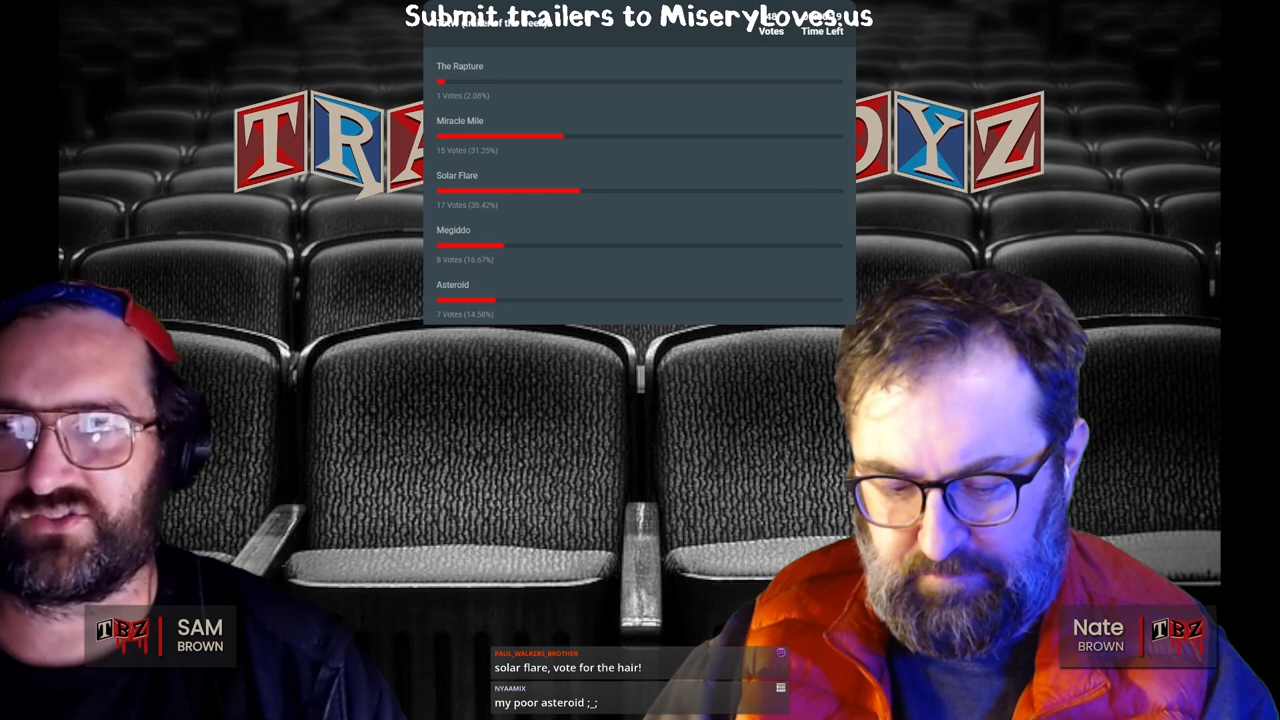 Submit trailers to MiseryLoves.us
Votes
Time Left
The Rapture
1 Votes (2.08%)
Miracle Mile
15 Votes (31.25%)
Solar Flare
17 Votes (35.42%)
Megiddo
8 Votes (16.67%)
Asteroid
7 Votes (14.58%)
TRA
OYZ
TBZ
SAM
BROWN
Nate
BROWN
TBZ
PAUL_WALKERS_BROTHER
solar flare, vote for the hair!
NYAAMIX
my poor asteroid ;_;